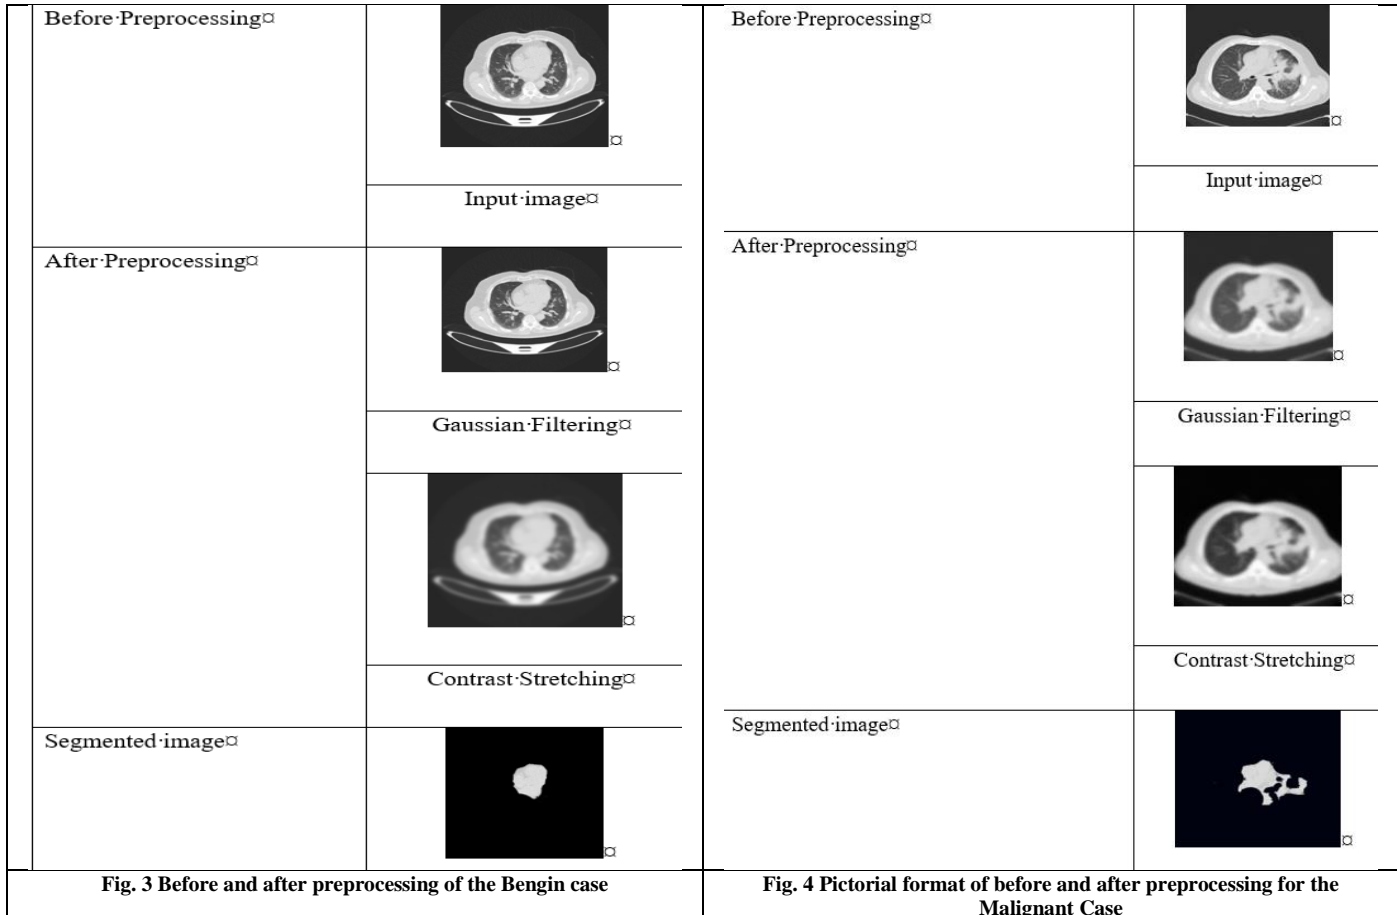 Before·Preprocessing¤
¤
Input·image¤
After·Preprocessing¤
¤
Gaussian·Filtering¤
¤
Contrast·Stretching¤
Segmented·image¤
¤
Fig. 3 Before and after preprocessing of the Bengin case
Before·Preprocessing¤
¤
Input·image¤
After·Preprocessing¤
¤
Gaussian·Filtering¤
¤
Contrast·Stretching¤
Segmented·image¤
¤
Fig. 4 Pictorial format of before and after preprocessing for the
Malignant Case